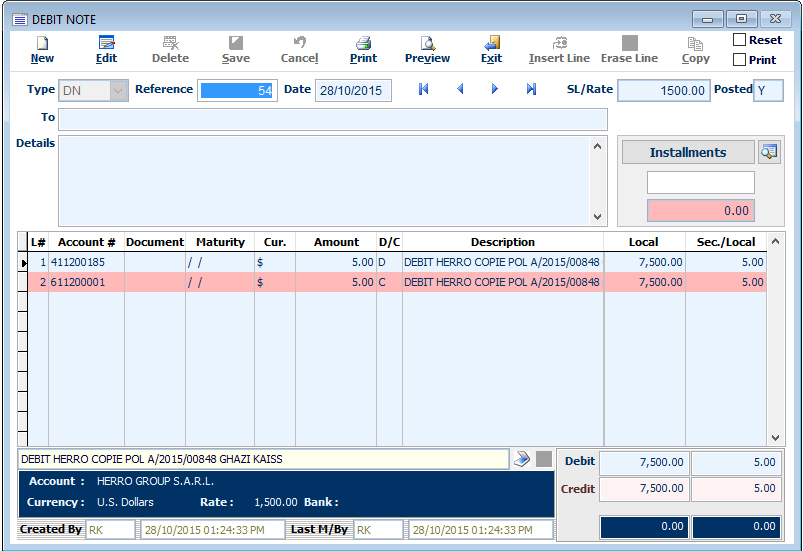 DEBIT NOTE
New Edit Delete Save Cancel Print Preview Exit Insert Line Erase Line Copy Reset
Print
Type DN Reference 54 Date 28/10/2015 SL/Rate 1500.00 Posted Y
To
Details
Installments
0.00
L# Account # Document Maturity Cur. Amount D/C Description Local Sec./Local
1 411200185 / / $ 5.00 D DEBIT HERRO COPIE POL A/2015/00848 7,500.00 5.00
2 611200001 / / $ 5.00 C DEBIT HERRO COPIE POL A/2015/00848 7,500.00 5.00
DEBIT HERRO COPIE POL A/2015/00848 GHAZI KAISS
Debit 7,500.00 5.00
Account : HERRO GROUP S.A.R.L.
Credit 7,500.00 5.00
Currency : U.S. Dollars Rate : 1,500.00 Bank :
0.00 0.00
Created By RK 28/10/2015 01:24:33 PM Last M/By RK 28/10/2015 01:24:33 PM